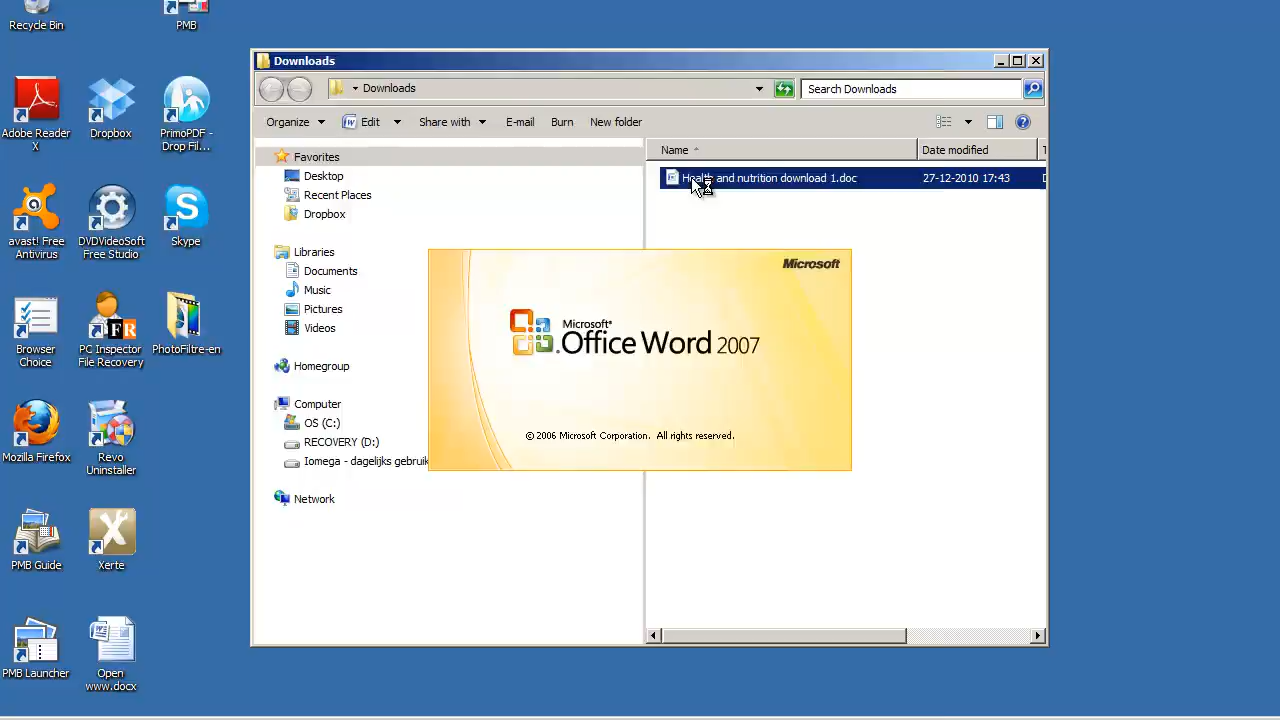 Recycle Bin
PMB
Adobe Reader
X
Dropbox
PrimoPDF -
Drop Fil...
avast! Free
Antivirus
DVDVideoSoft
Free Studio
Skype
Browser
Choice
PC Inspector
File Recovery
PhotoFiltre-en
Mozilla Firefox
Revo
Uninstaller
PMB Guide
Xerte
PMB Launcher
Open
www.docx
Downloads
Downloads
Search Downloads
Organize
Edit
Share with
E-mail
Burn
New folder
Favorites
Desktop
Recent Places
Dropbox
Libraries
Documents
Music
Pictures
Videos
Homegroup
Computer
OS (C:)
RECOVERY (D:)
Iomega - dagelijks gebruik
Network
Name
Date modified
Health and nutrition download 1.doc
27-12-2010 17:43
Microsoft
Microsoft®
Office Word 2007
© 2006 Microsoft Corporation. All rights reserved.